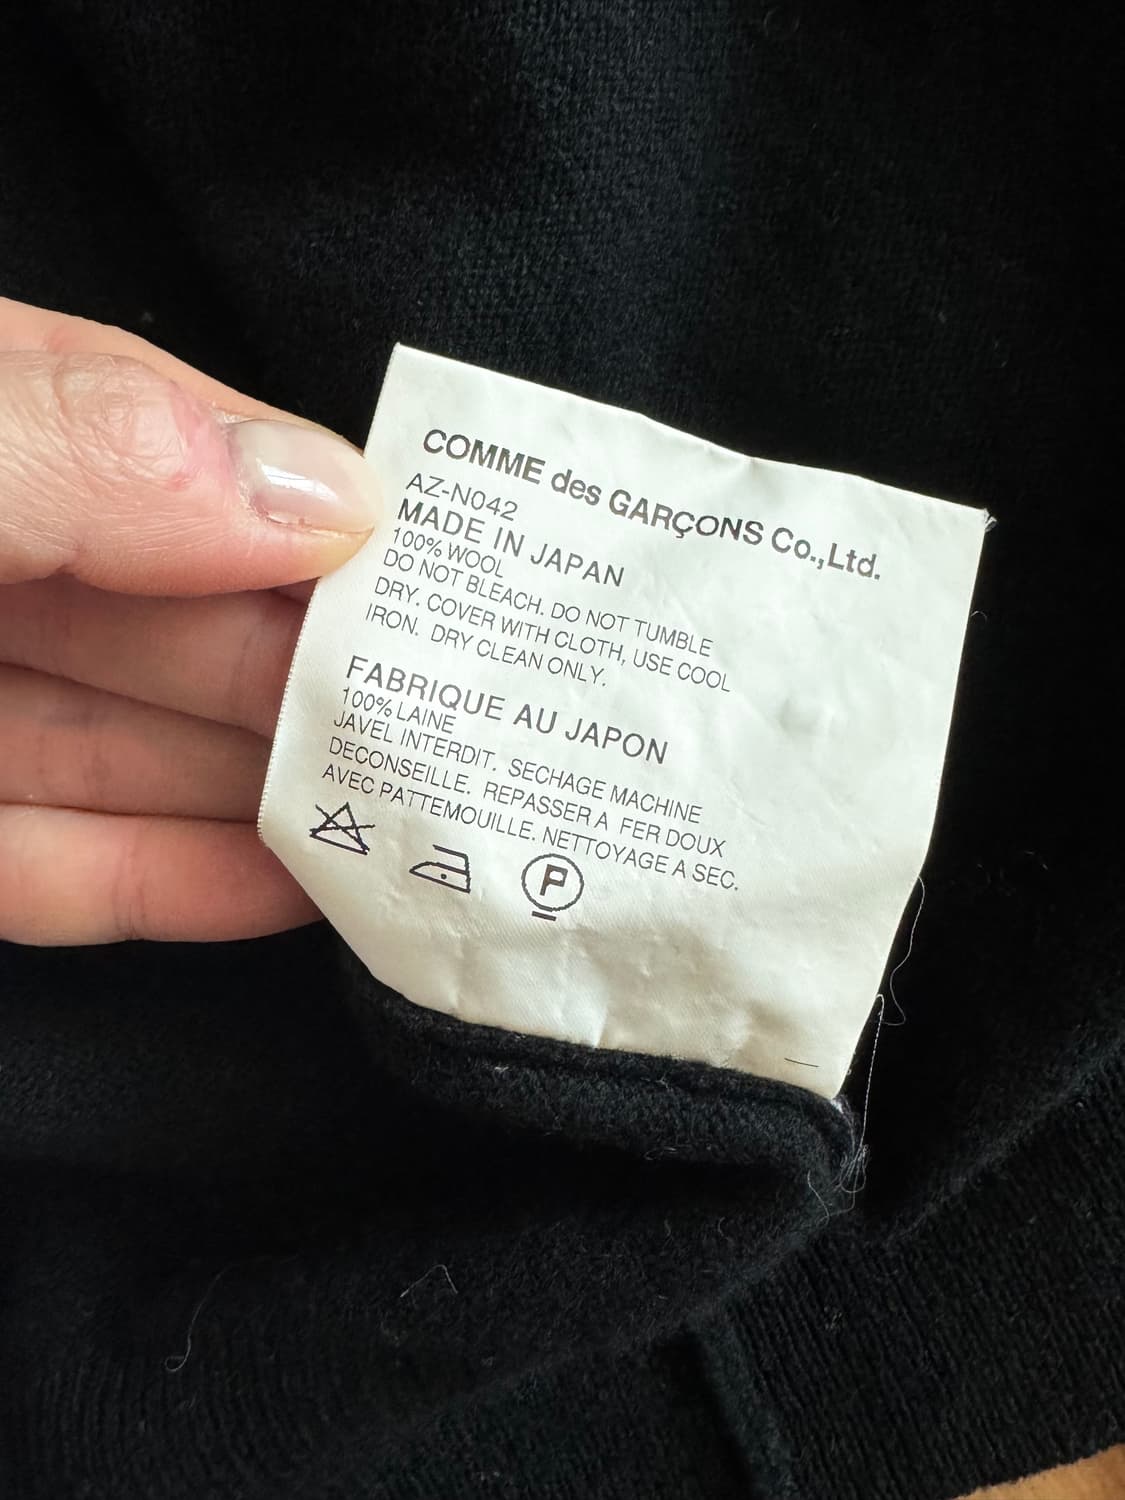 COMME des GARÇONS Co.,Ltd.
AZ-N042
MADE IN JAPAN
100% WOOL
DO NOT BLEACH. DO NOT TUMBLE
DRY. COVER WITH CLOTH, USE COOL
IRON. DRY CLEAN ONLY.
FABRIQUE AU JAPON
100% LAINE
JAVEL INTERDIT. SECHAGE MACHINE
DECONSEILLE. REPASSER A FER DOUX
AVEC PATTEMOUILLE. NETTOYAGE A SEC.
P